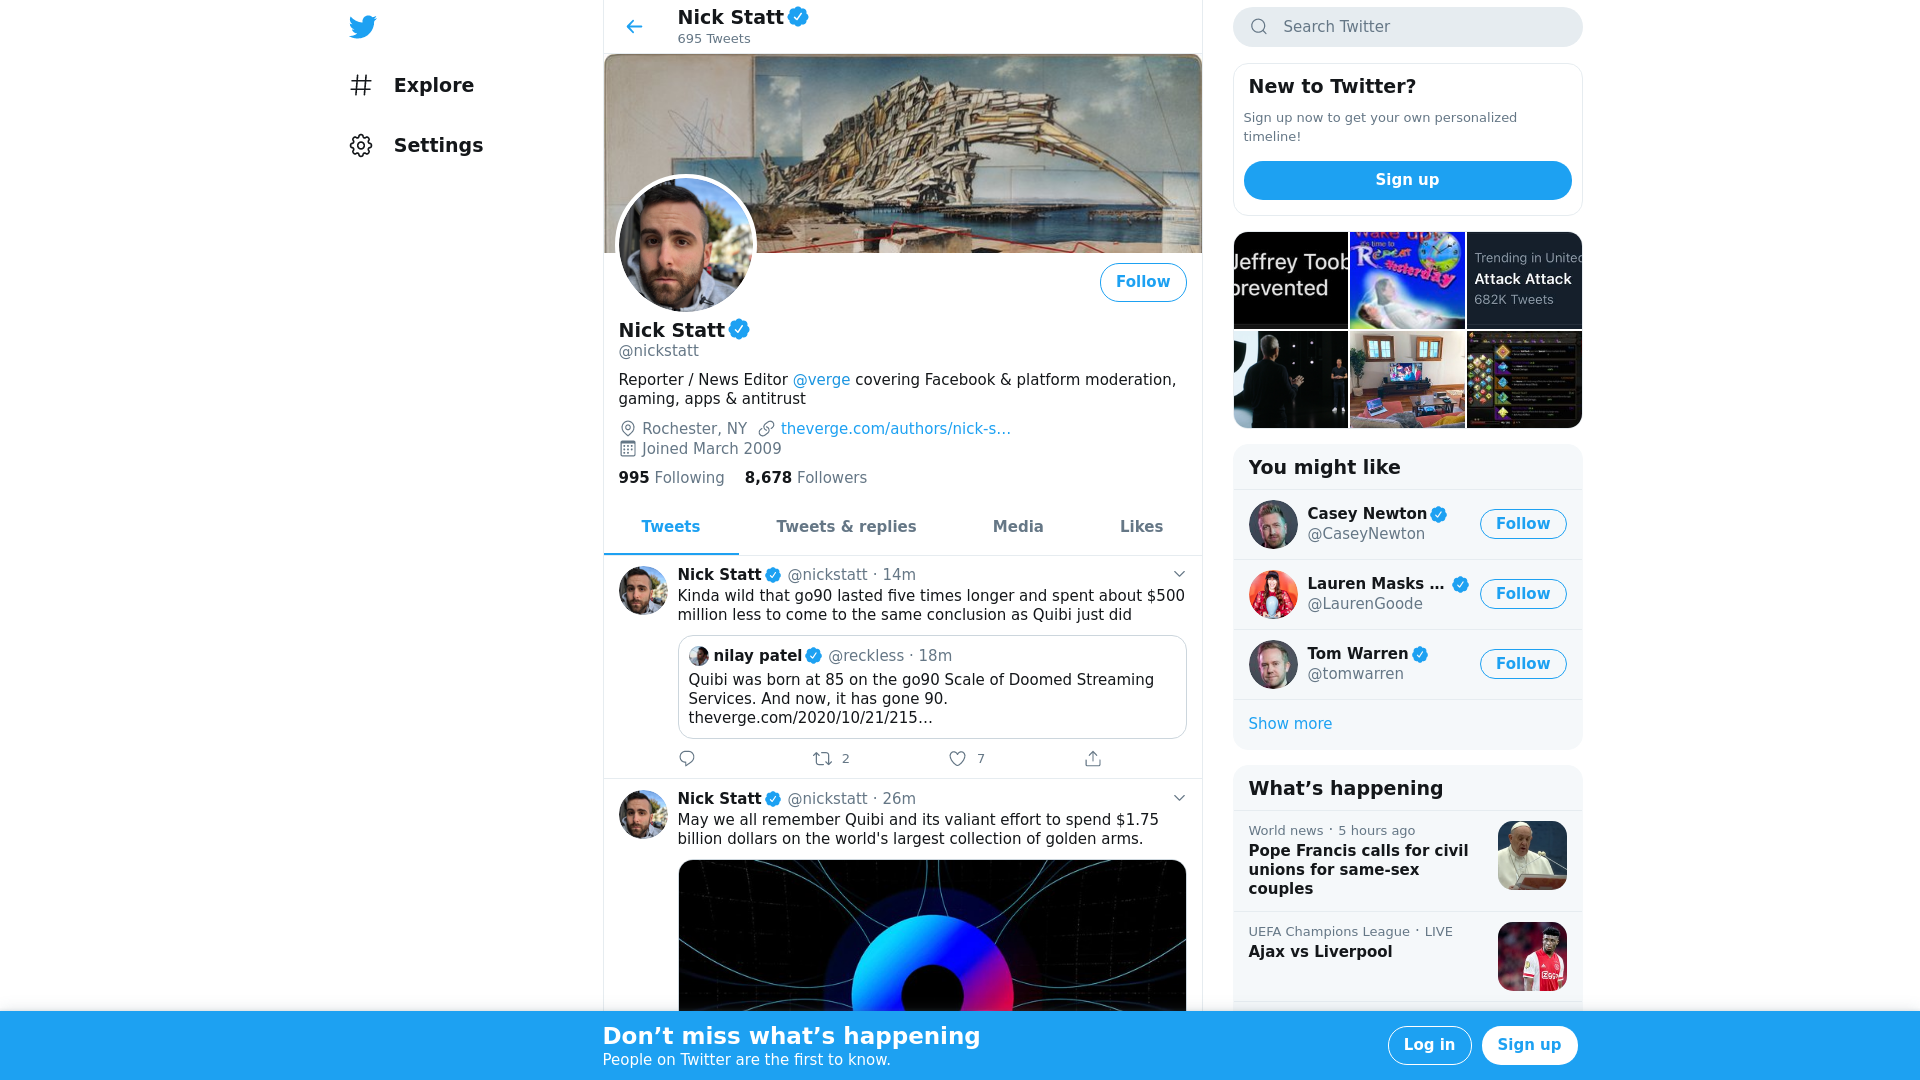 Nick Statt
695 Tweets
Explore
Settings
Follow
Nick Statt
@nickstatt
Reporter / News Editor @verge covering Facebook & platform moderation,
gaming, apps & antitrust
Rochester, NY theverge.com/authors/nick-s…
Joined March 2009
995 Following 8,678 Followers
Tweets Tweets & replies Media Likes
Nick Statt @nickstatt · 14m
Kinda wild that go90 lasted five times longer and spent about $500
million less to come to the same conclusion as Quibi just did
nilay patel @reckless · 18m
Quibi was born at 85 on the go90 Scale of Doomed Streaming
Services. And now, it has gone 90.
theverge.com/2020/10/21/215…
2 7
Nick Statt @nickstatt · 26m
May we all remember Quibi and its valiant effort to spend $1.75
billion dollars on the world's largest collection of golden arms.
Search Twitter
New to Twitter?
Sign up now to get your own personalized
timeline!
Sign up
Jeffrey Toob
prevented
Wake up
it's time to
Repeat
Yesterday
Trending in United
Attack Attack
682K Tweets
You might like
Casey Newton
@CaseyNewton
Follow
Lauren Masks …
@LaurenGoode
Follow
Tom Warren
@tomwarren
Follow
Show more
What's happening
World news · 5 hours ago
Pope Francis calls for civil
unions for same-sex
couples
UEFA Champions League · LIVE
Ajax vs Liverpool
Don't miss what's happening
People on Twitter are the first to know.
Log in Sign up